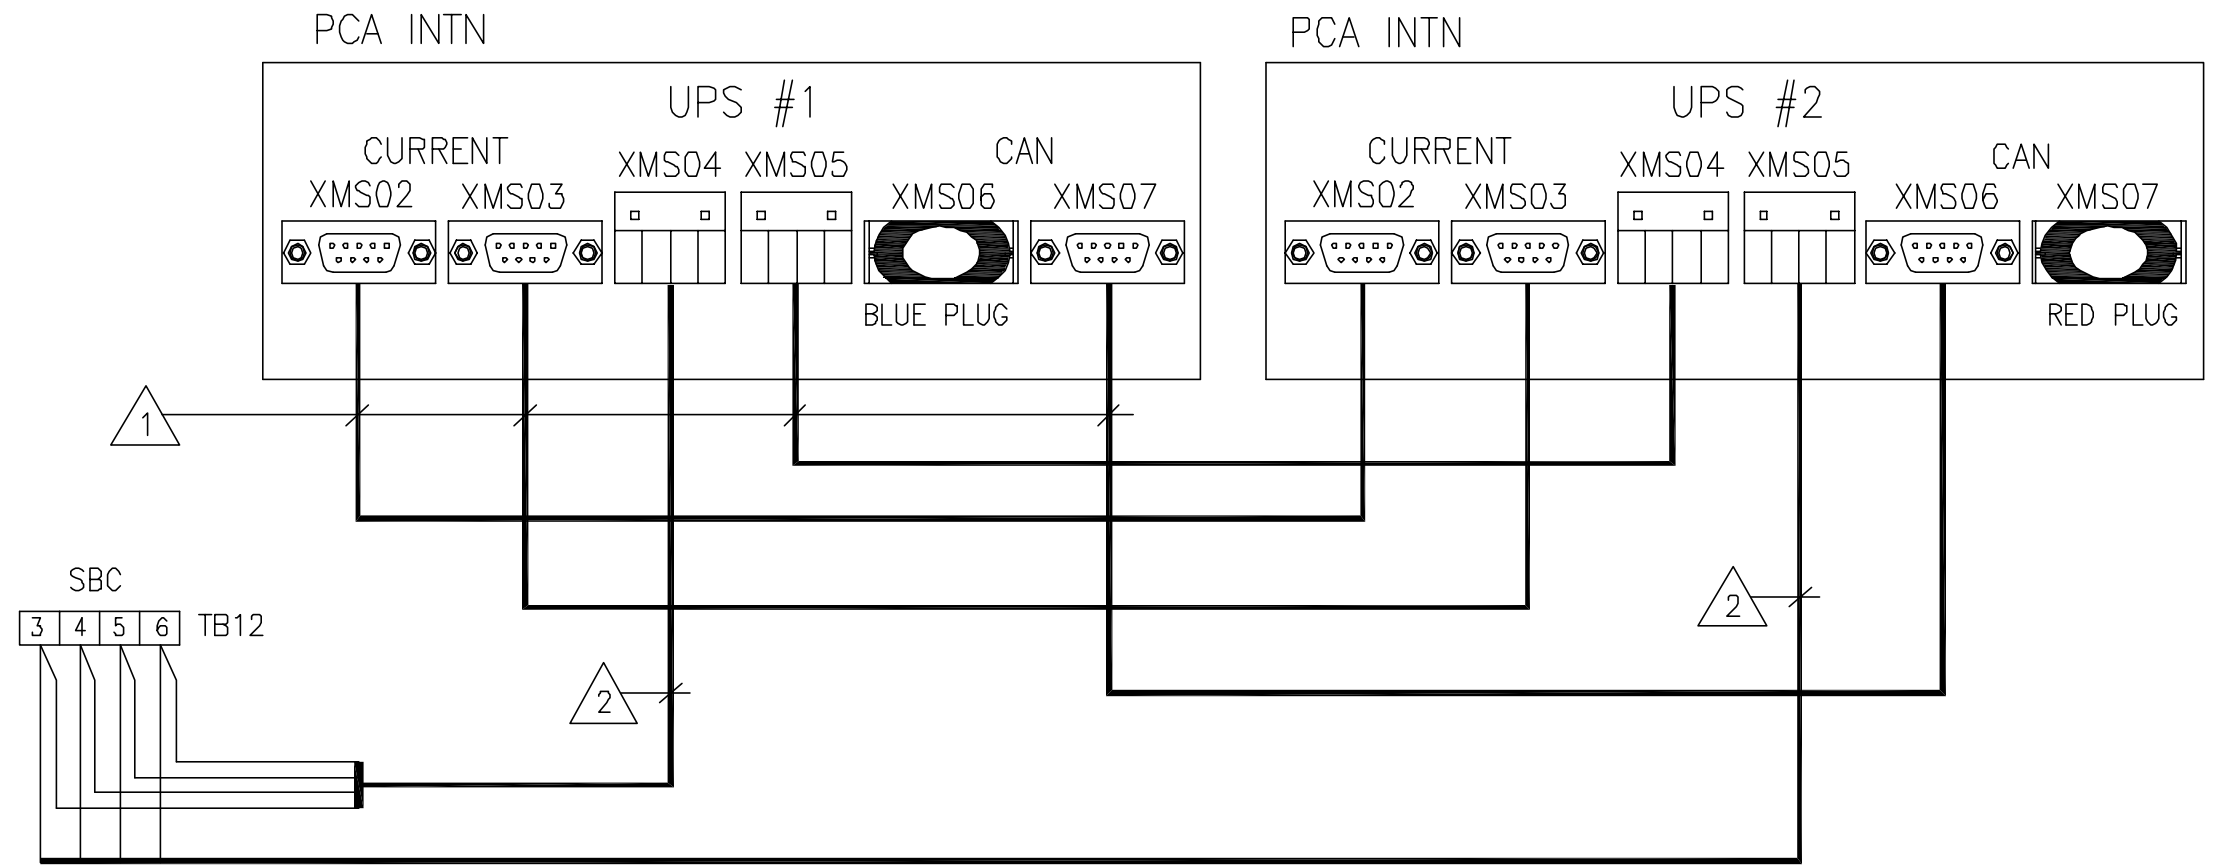 PCA INTN
PCA INTN
UPS #1
CURRENT
CAN
XMS02 XMS03 XMS04 XMS05 XMS06 XMS07
BLUE PLUG
UPS #2
CURRENT
CAN
XMS02 XMS03 XMS04 XMS05 XMS06 XMS07
RED PLUG
1
SBC
3 4 5 6 TB12
2
2